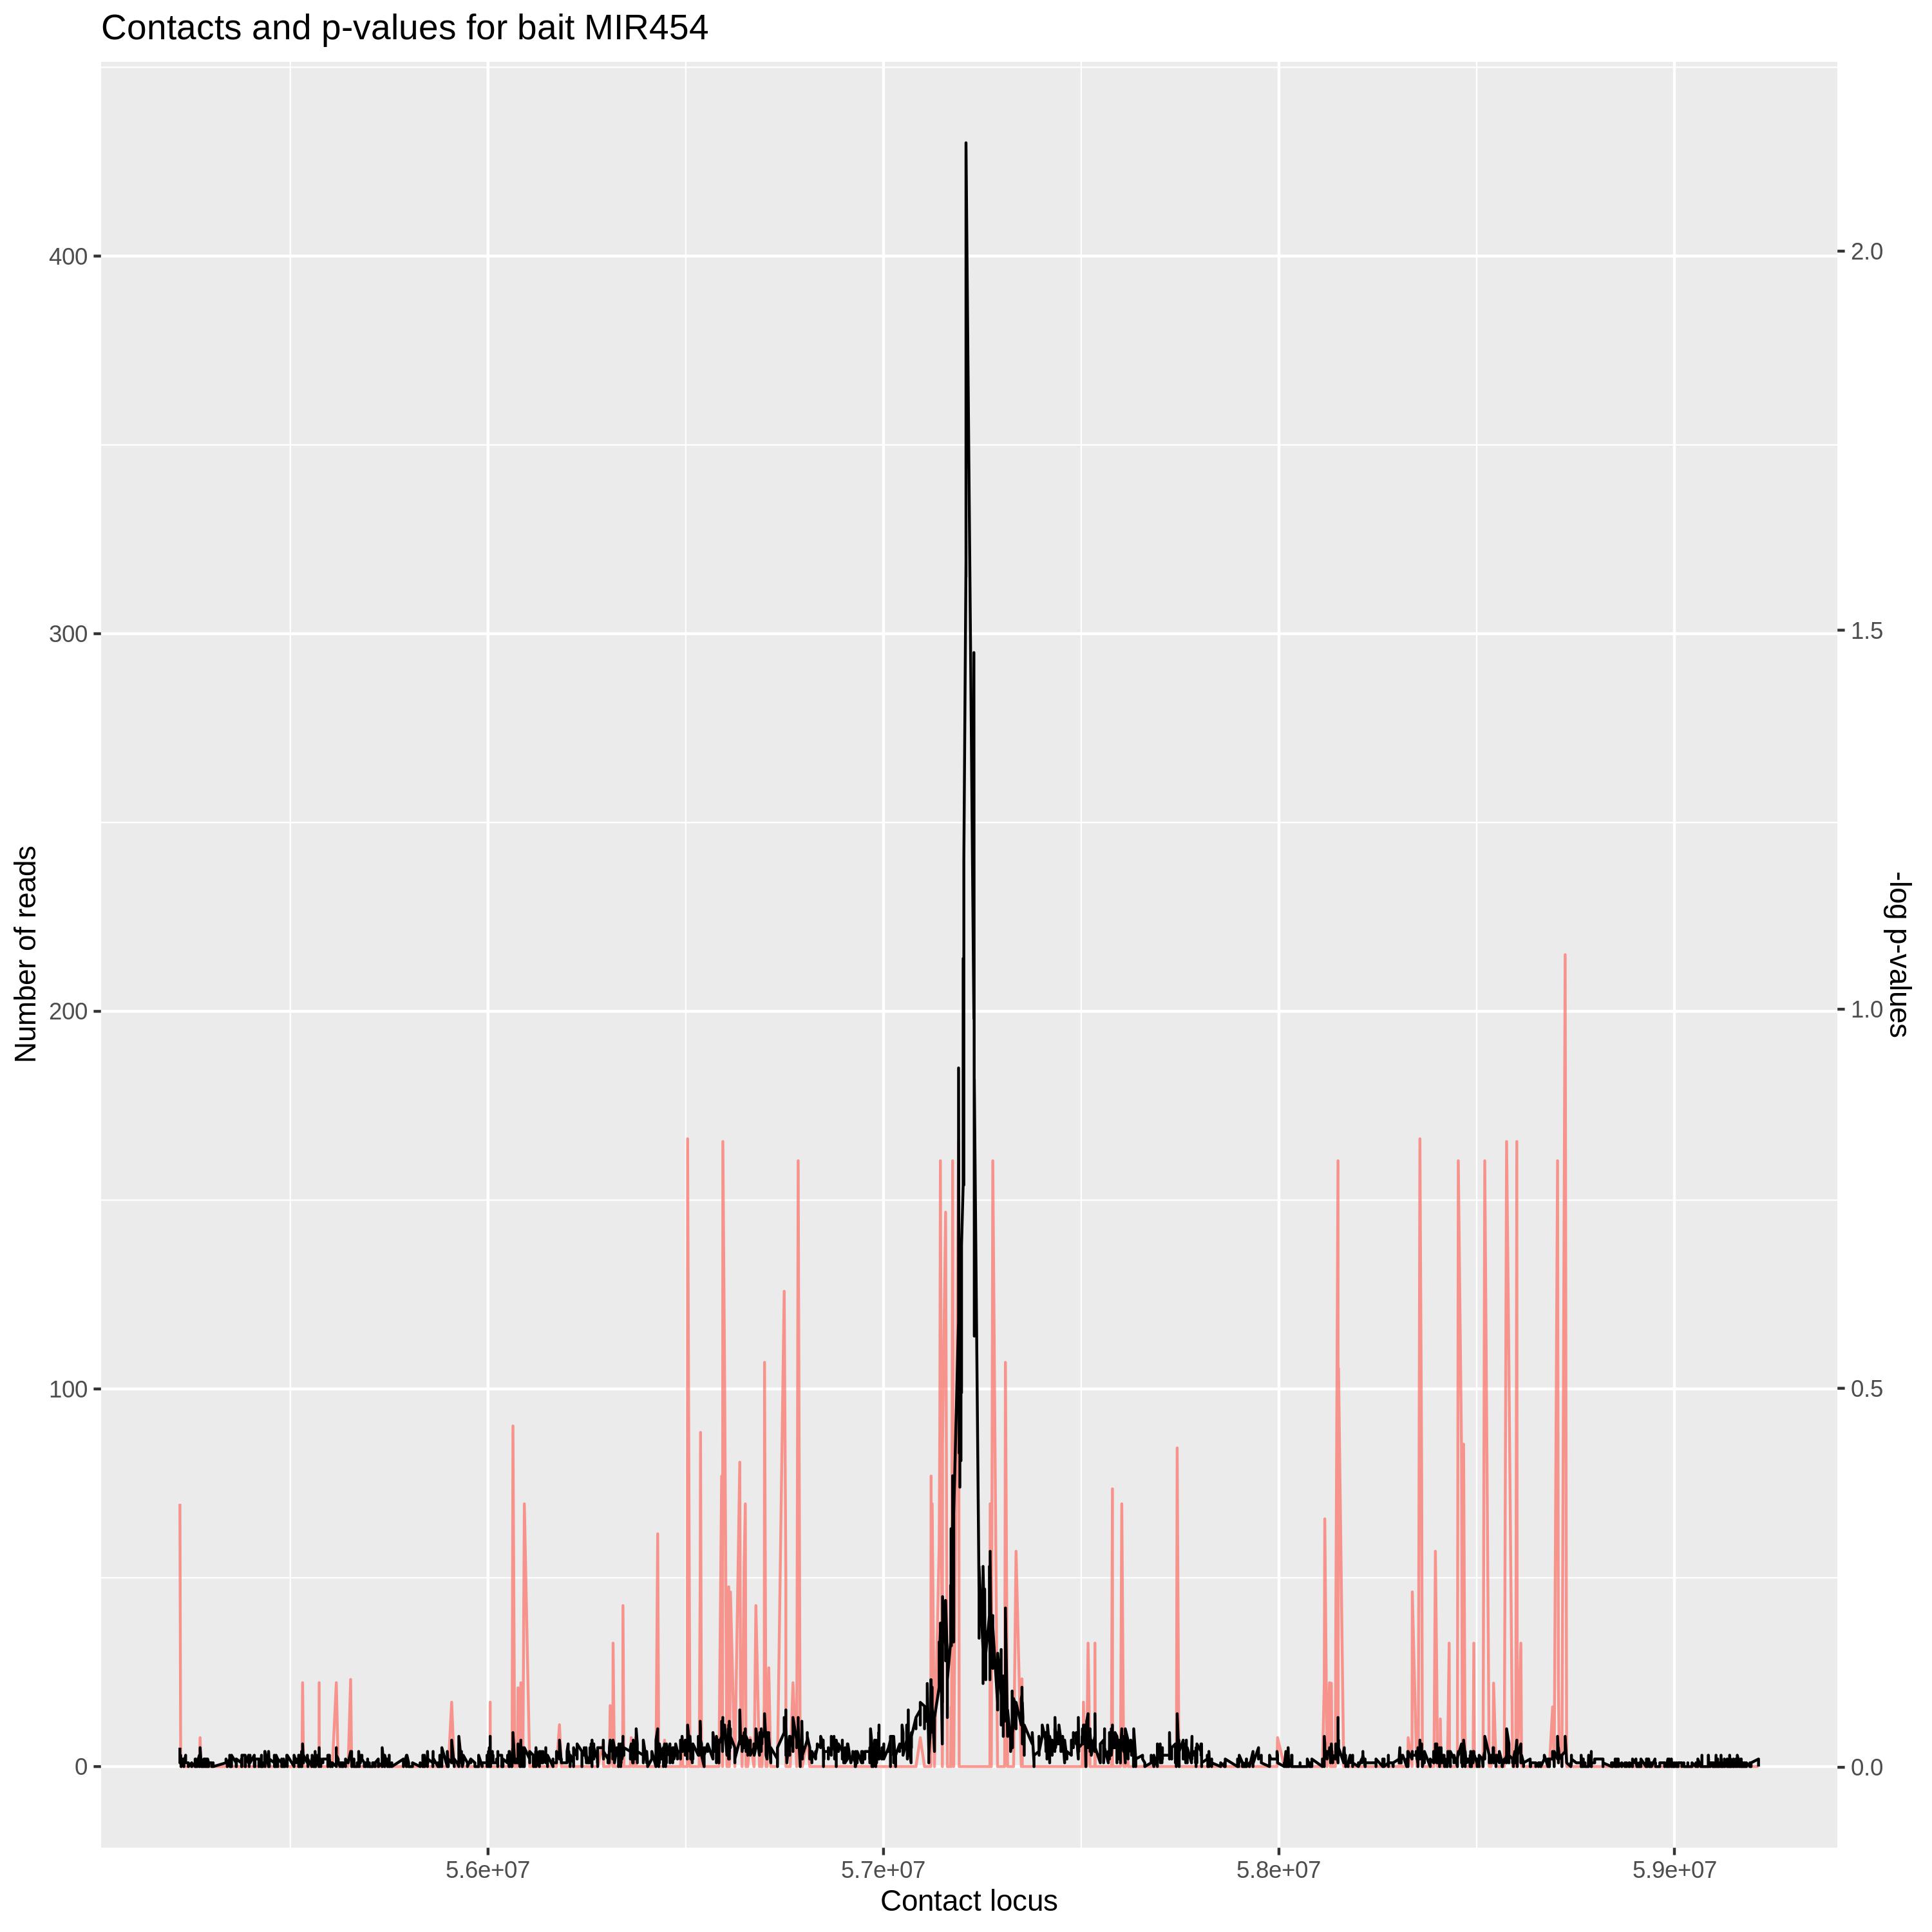 Contacts and p-values for bait MIR454
400
300
200
100
0
Number of reads
2.0
1.5
1.0
0.5
0.0
-log p-values
5.6e+07
5.7e+07
5.8e+07
5.9e+07
Contact locus